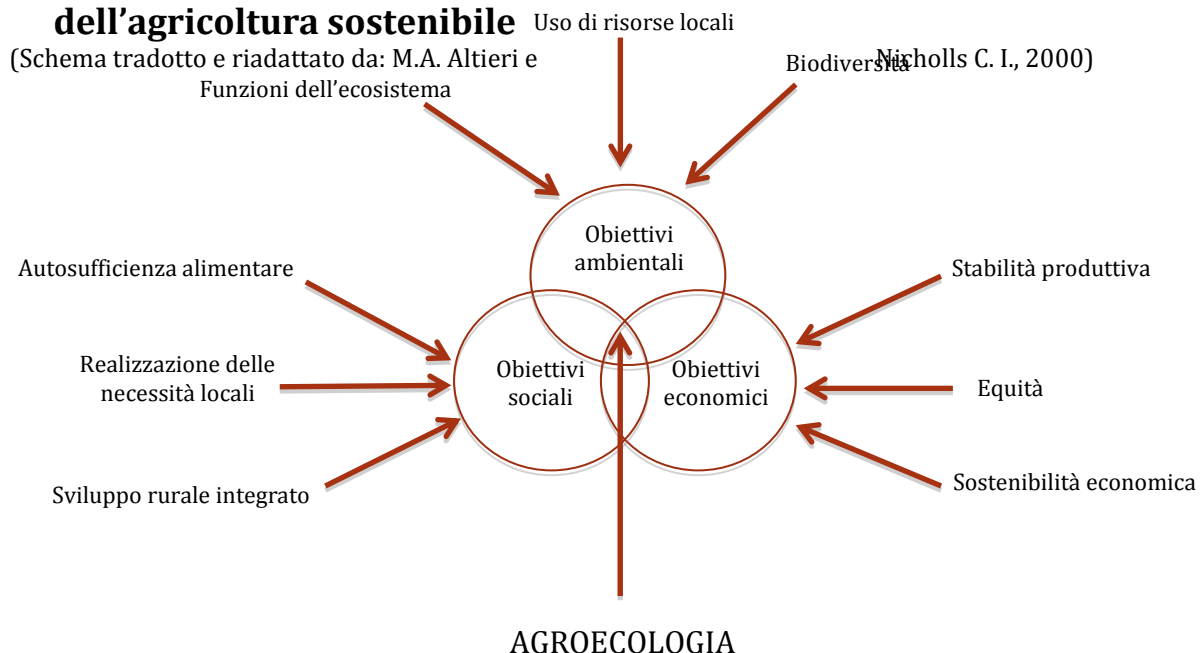 dell'agricoltura sostenibile
Uso di risorse locali
(Schema tradotto e riadattato da: M.A. Altieri e Nicholls C. I., 2000)
Biodiversità
Funzioni dell'ecosistema
Obiettivi
ambientali
Autosufficienza alimentare
Stabilità produttiva
Realizzazione delle
necessità locali
Obiettivi
sociali
Obiettivi
economici
Equità
Sviluppo rurale integrato
Sostenibilità economica
AGROECOLOGIA